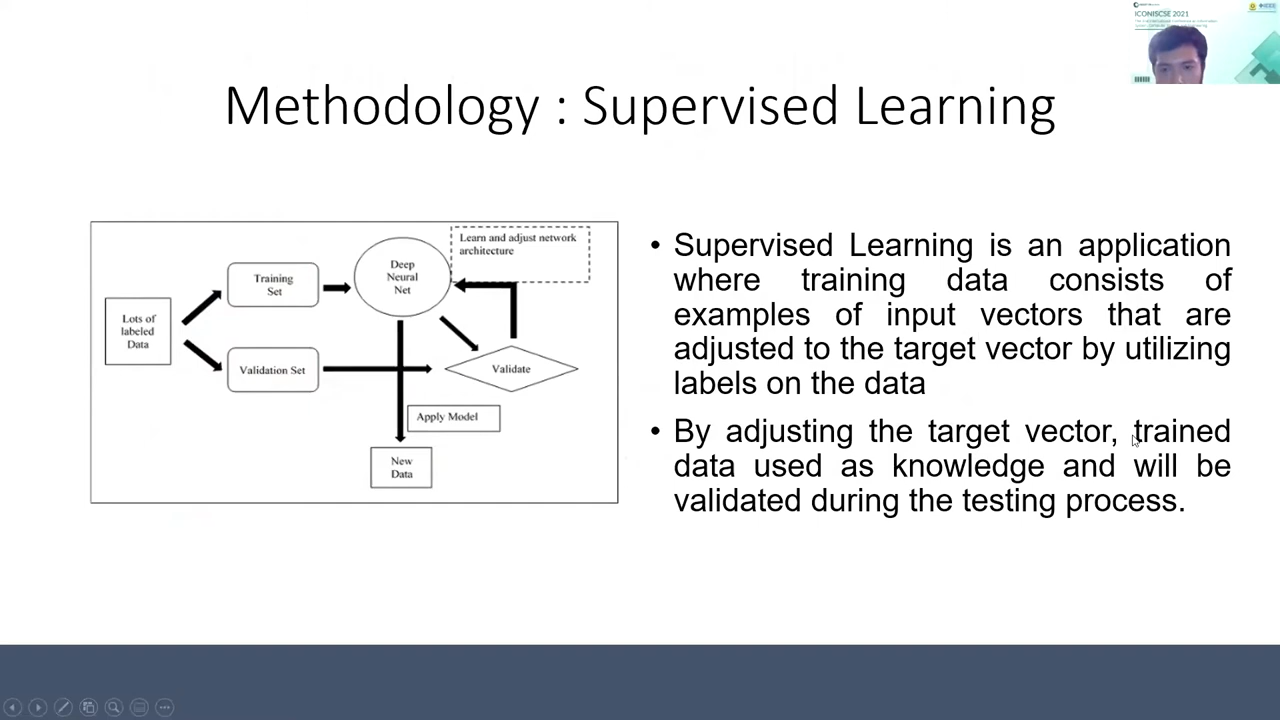 ICONISCSE 2021
Methodology : Supervised Learning
Learn and adjust network
architecture
Deep
Neural
Net
Training
Set
Lots of
labeled
Data
Validation Set
Validate
Apply Model
New
Data
• Supervised Learning is an application
where training data consists of
examples of input vectors that are
adjusted to the target vector by utilizing
labels on the data
• By adjusting the target vector, trained
data used as knowledge and will be
validated during the testing process.